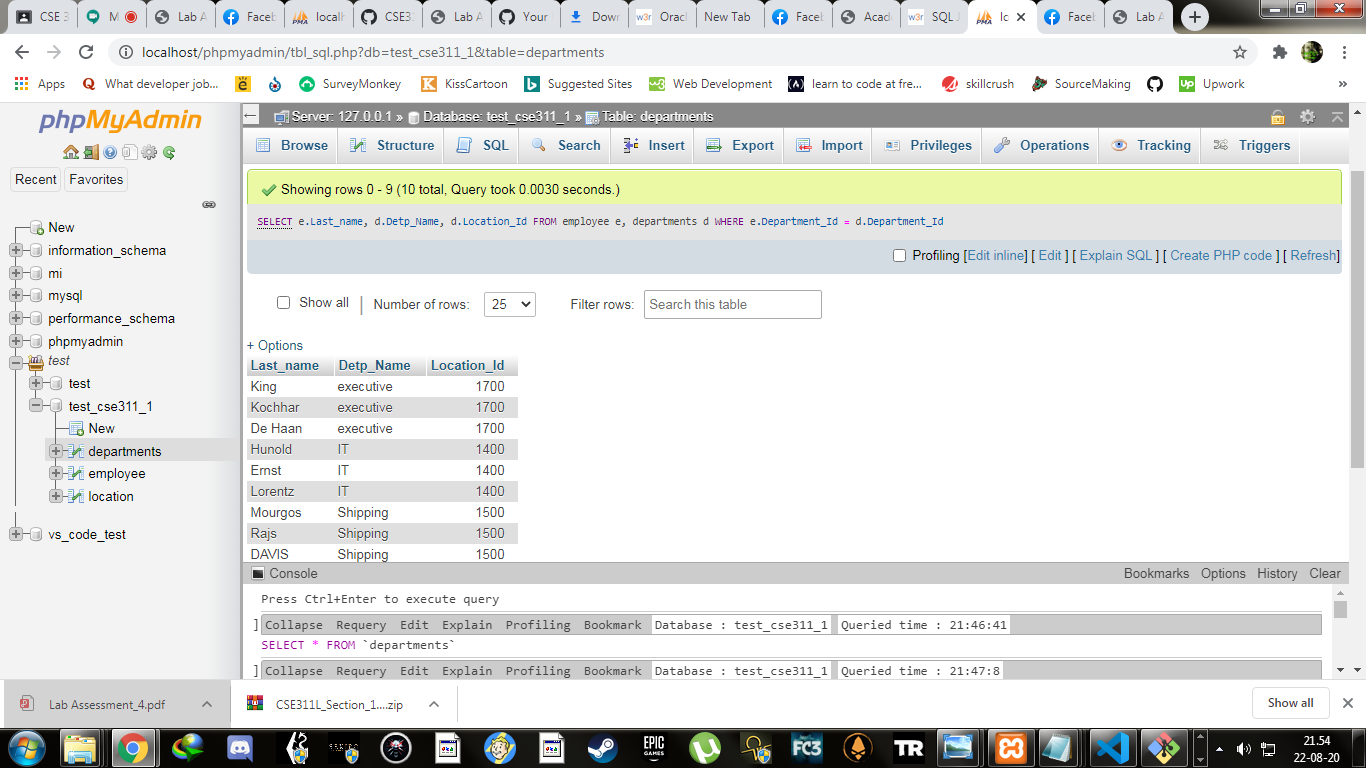 CSE 3
M
Lab A
Faceb
localh
CSE3
Lab A
Your
Down
Oracl
New Tab
Faceb
Acad
SQL J
lo
Faceb
Lab A
localhost/phpmyadmin/tbl_sql.php?db=test_cse311_1&table=departments
Apps
What developer job...
SurveyMonkey
KissCartoon
Suggested Sites
Web Development
learn to code at fre...
skillcrush
SourceMaking
Upwork
»
phpMyAdmin
Server: 127.0.0.1 » Database: test_cse311_1 » Table: departments
Browse
Structure
SQL
Search
Insert
Export
Import
Privileges
Operations
Tracking
Triggers
Recent
Favorites
New
information_schema
mi
mysql
performance_schema
phpmyadmin
test
test
test_cse311_1
New
departments
employee
location
vs_code_test
Showing rows 0 - 9 (10 total, Query took 0.0030 seconds.)
SELECT e.Last_name, d.Detp_Name, d.Location_Id FROM employee e, departments d WHERE e.Department_Id = d.Department_Id
Profiling [Edit inline] [ Edit ] [ Explain SQL ] [ Create PHP code ] [ Refresh]
Show all | Number of rows: 25 Filter rows: Search this table
+ Options
Last_name Detp_Name Location_Id
King executive 1700
Kochhar executive 1700
De Haan executive 1700
Hunold IT 1400
Ernst IT 1400
Lorentz IT 1400
Mourgos Shipping 1500
Rajs Shipping 1500
DAVIS Shipping 1500
Console Bookmarks Options History Clear
Press Ctrl+Enter to execute query
] Collapse Requery Edit Explain Profiling Bookmark Database : test_cse311_1 Queried time : 21:46:41
SELECT * FROM `departments`
] Collapse Requery Edit Explain Profiling Bookmark Database : test_cse311_1 Queried time : 21:47:8
Lab Assessment_4.pdf
CSE311L_Section_1....zip
Show all
EPIC
GAMES
FC3
TR
21.54
22-08-20